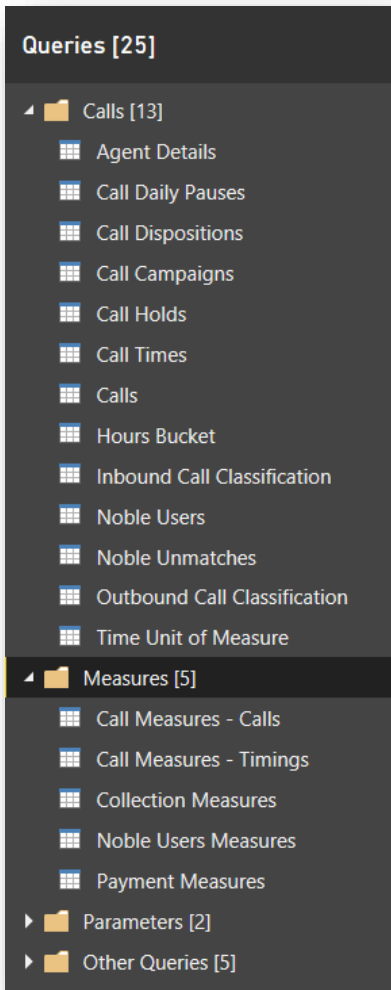 Queries [25]
Calls [13]
Agent Details
Call Daily Pauses
Call Dispositions
Call Campaigns
Call Holds
Call Times
Calls
Hours Bucket
Inbound Call Classification
Noble Users
Noble Unmatches
Outbound Call Classification
Time Unit of Measure
Measures [5]
Call Measures - Calls
Call Measures - Timings
Collection Measures
Noble Users Measures
Payment Measures
Parameters [2]
Other Queries [5]